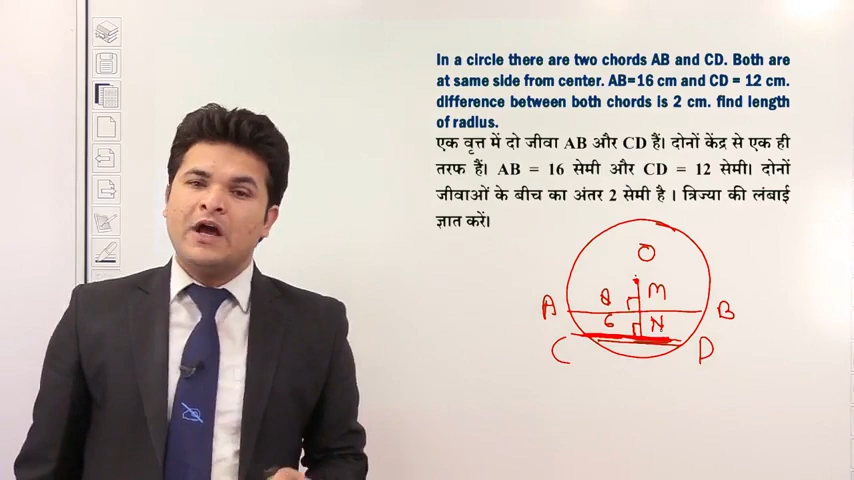 In a circle there are two chords AB and CD. Both are
at same side from center. AB=16 cm and CD = 12 cm.
difference between both chords is 2 cm. find length
of radius.
एक वृत्त में दो जीवा AB और CD हैं। दोनों केंद्र से एक ही
तरफ हैं। AB = 16 सेमी और CD = 12 सेमी। दोनों
जीवाओं के बीच का अंतर 2 सेमी है । त्रिज्या की लंबाई
ज्ञात करें।
O
8 M
A B
6 N
C D